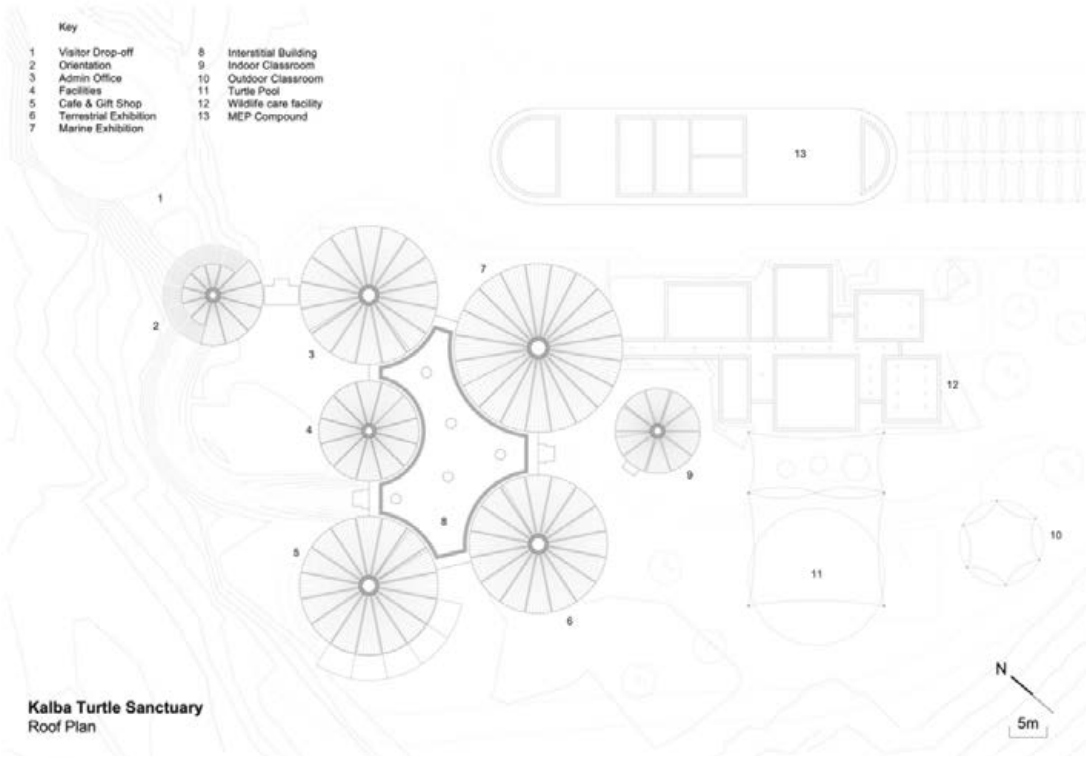 Key
1 Visitor Drop-off
2 Orientation
3 Admin Office
4 Facilities
5 Cafe & Gift Shop
6 Terrestrial Exhibition
7 Marine Exhibition
8 Interstitial Building
9 Indoor Classroom
10 Outdoor Classroom
11 Turtle Pool
12 Wildlife care facility
13 MEP Compound
13
1
7
2
3
12
4
9
8
10
5
11
6
N
5m
Kalba Turtle Sanctuary
Roof Plan